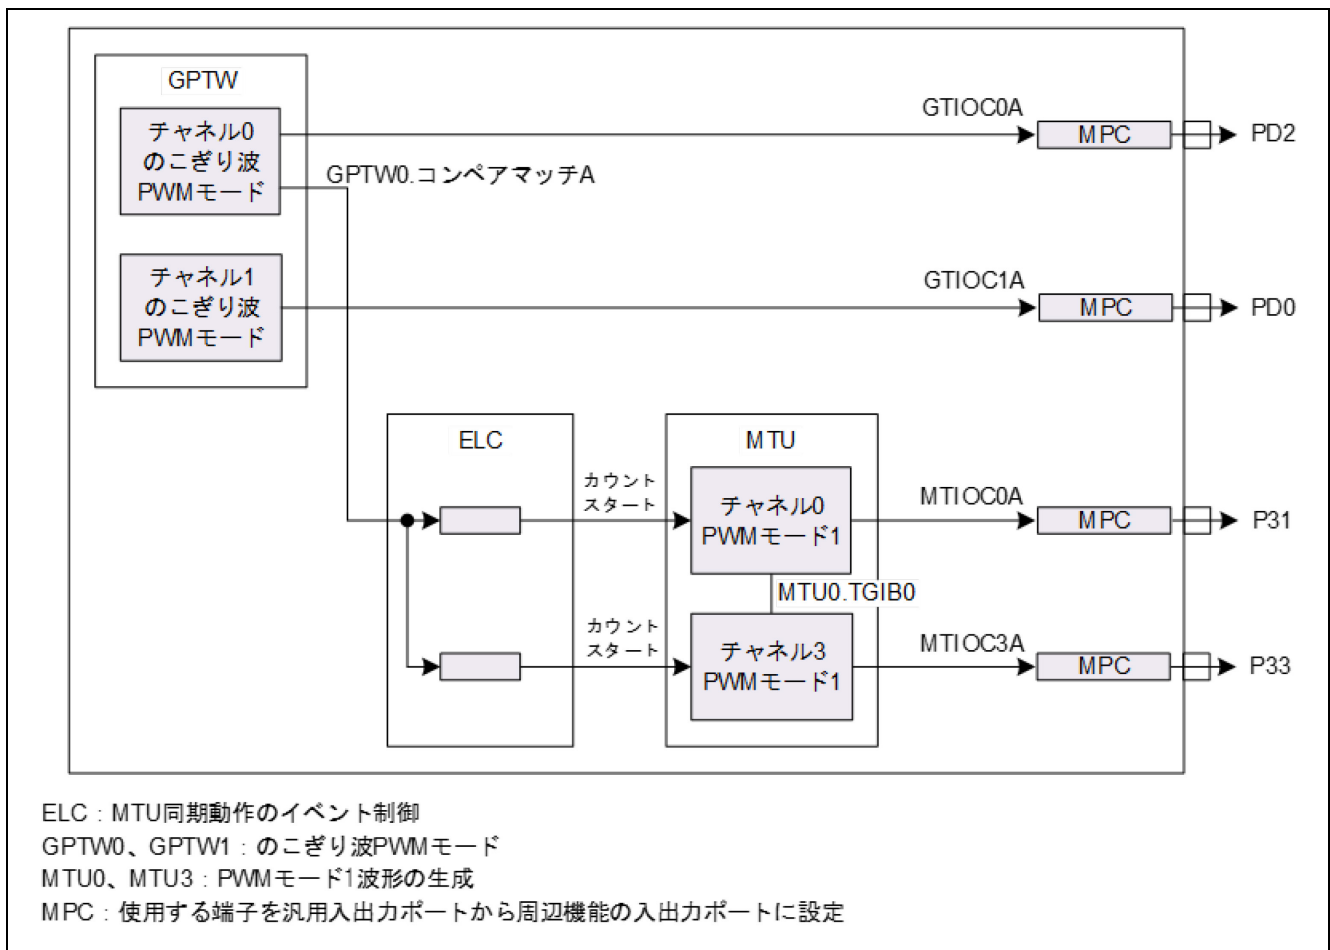 GPTW
チャネル0
のこぎり波
PWMモード
GTIOC0A
MPC
PD2
GPTW0.コンペアマッチA
チャネル1
のこぎり波
PWMモード
GTIOC1A
MPC
PD0
ELC
MTU
カウント
スタート
チャネル0
PWMモード1
MTIOC0A
MPC
P31
MTU0.TGIB0
カウント
スタート
チャネル3
PWMモード1
MTIOC3A
MPC
P33
ELC：MTU同期動作のイベント制御
GPTW0、GPTW1：のこぎり波PWMモード
MTU0、MTU3：PWMモード1波形の生成
MPC：使用する端子を汎用入出力ポートから周辺機能の入出力ポートに設定